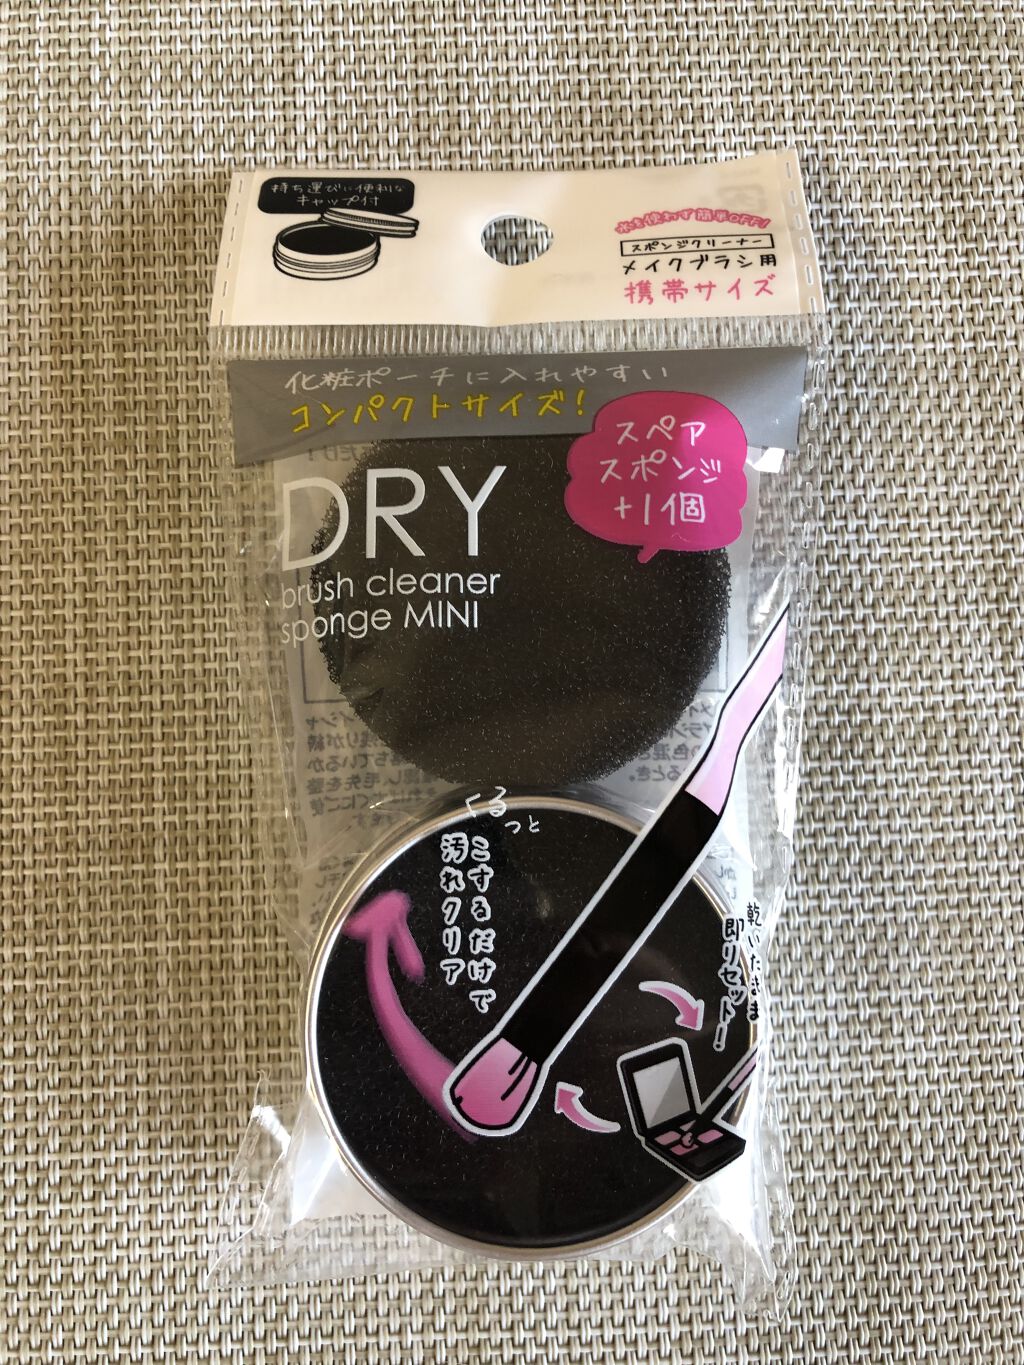 持ち運びに便利な
キャップ付
水を使わず簡単OFF!
スポンジクリーナー
メイクブラシ用
携帯サイズ
化粧ポーチに入れやすい
コンパクトサイズ!
スペア
スポンジ
+1個
DRY
brush cleaner
sponge MINI
くるっと
こするだけで
汚れクリア
乾いたまま
即リセット!